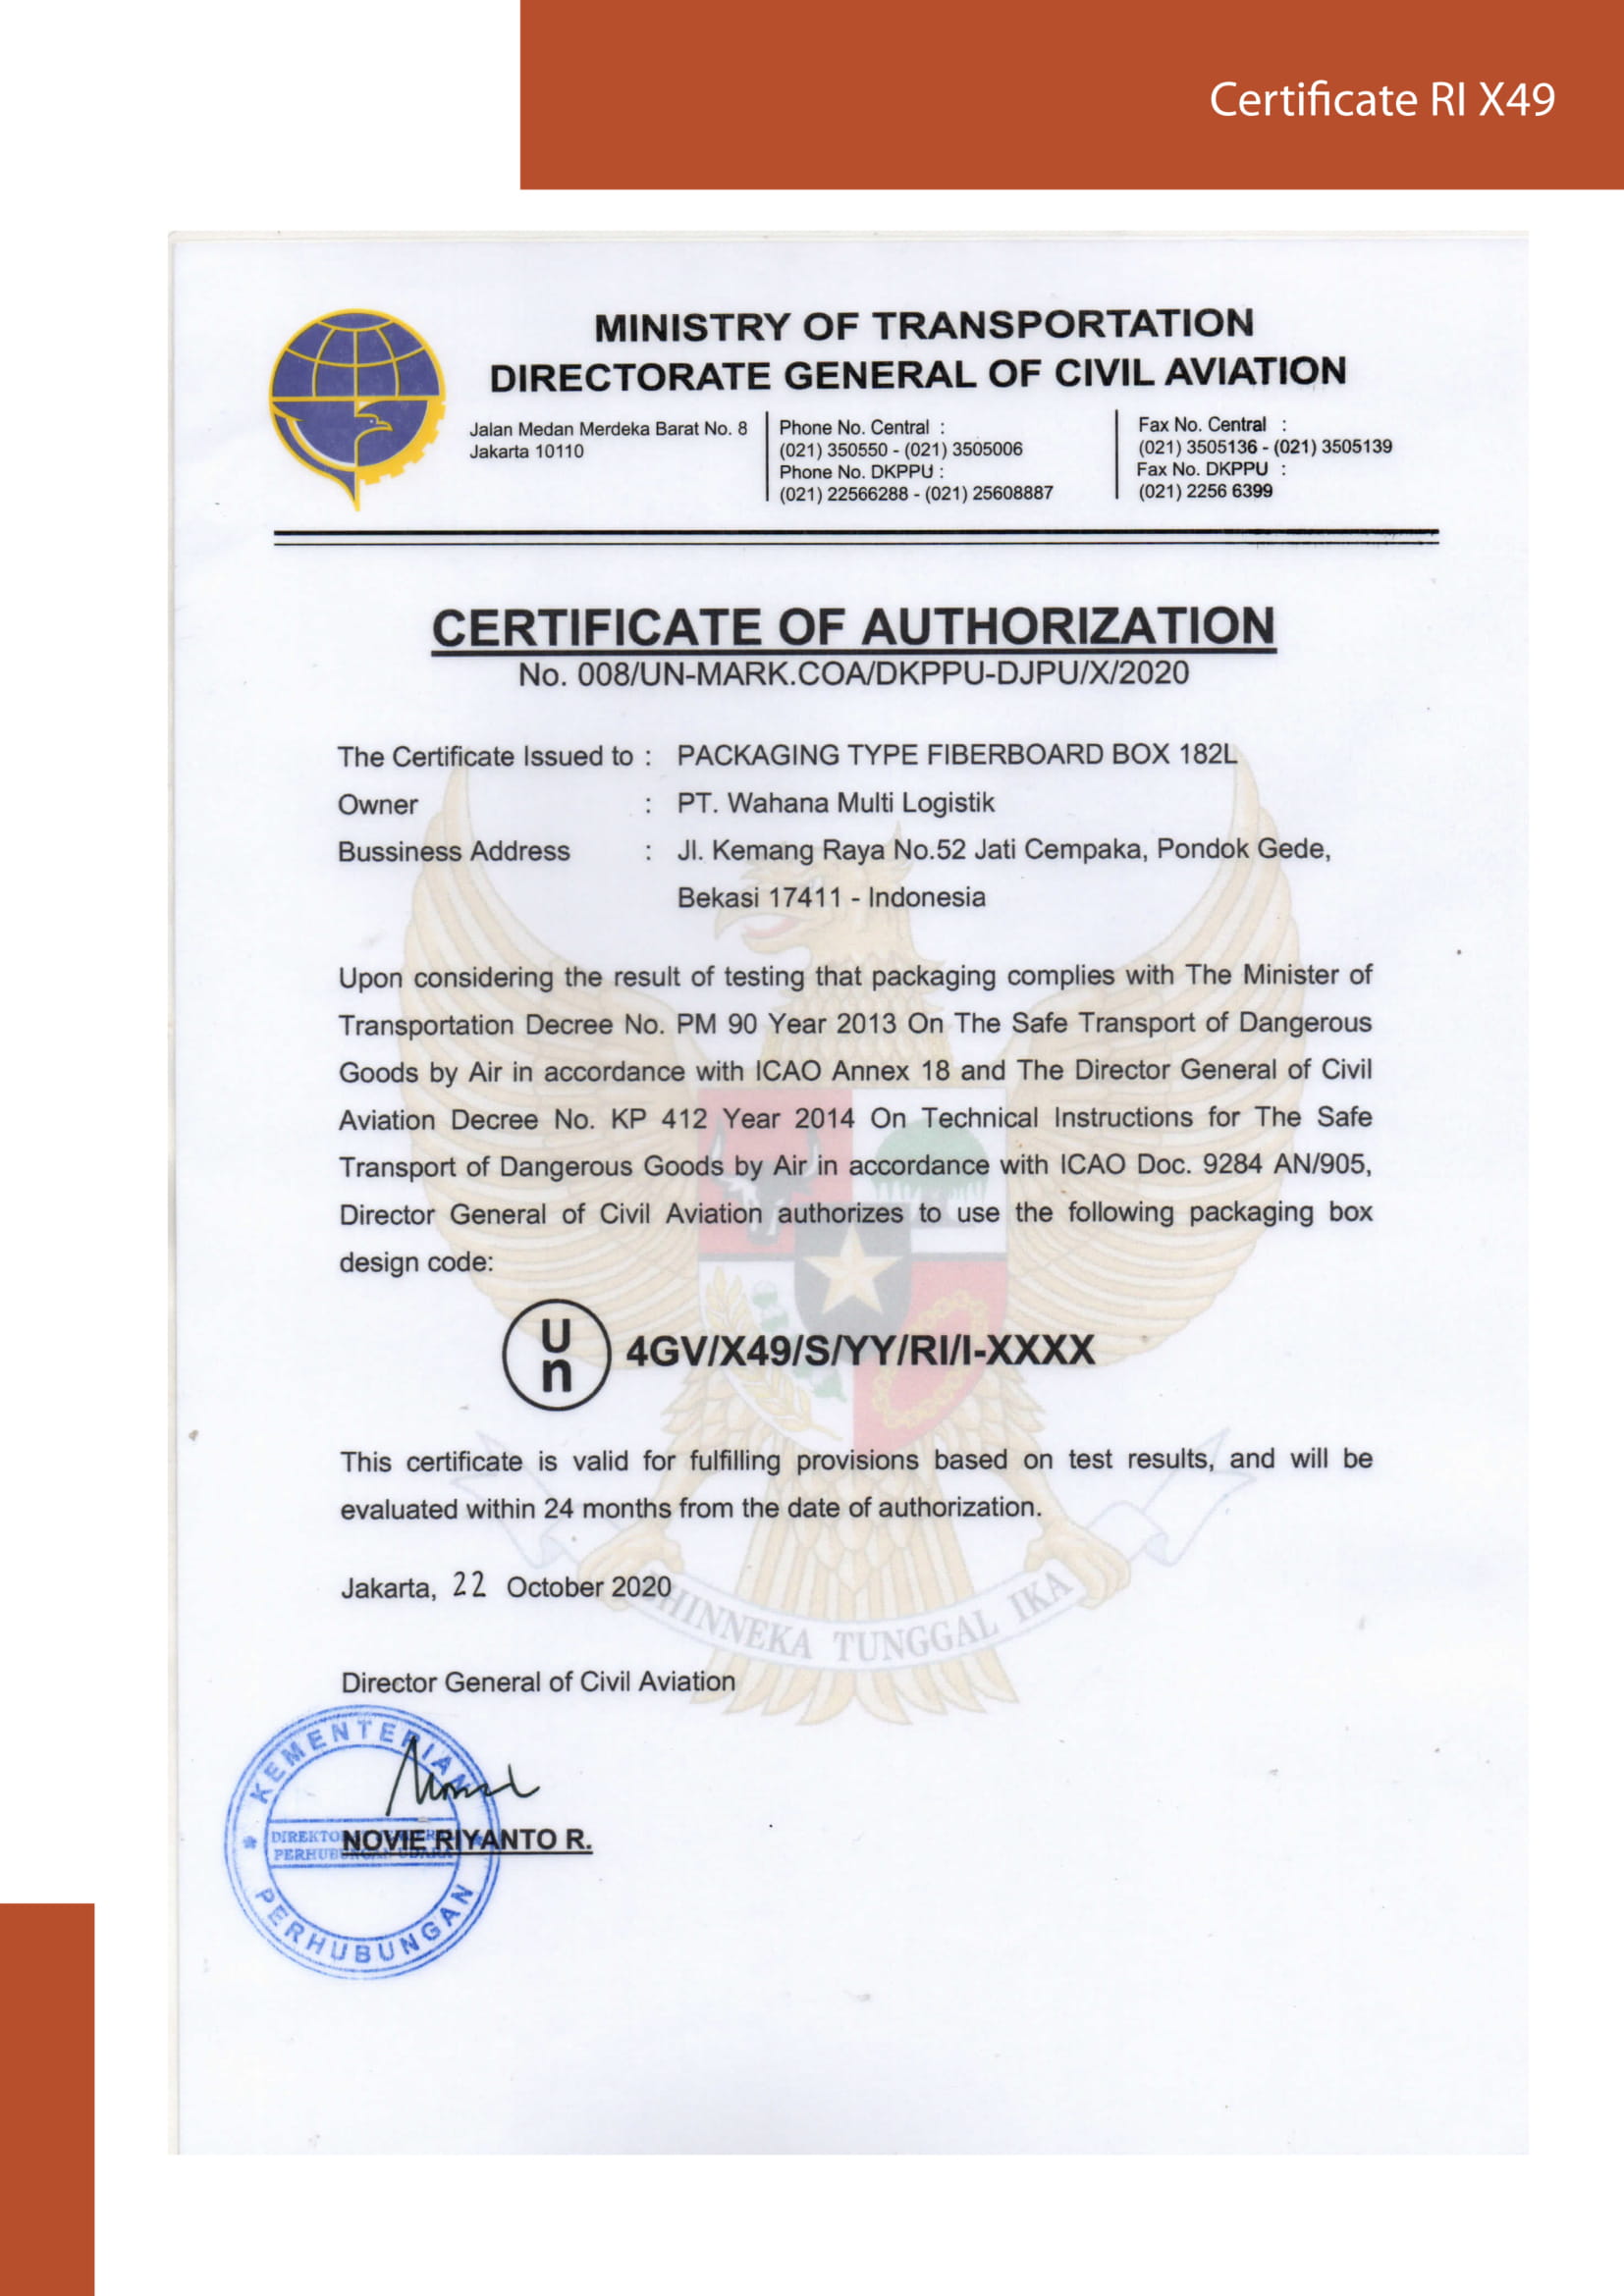 Certificate RI X49
MINISTRY OF TRANSPORTATION
DIRECTORATE GENERAL OF CIVIL AVIATION
Jalan Medan Merdeka Barat No. 8
Jakarta 10110
Phone No. Central :
(021) 350550 - (021) 3505006
Phone No. DKPPU :
(021) 22566288 - (021) 25608887
Fax No. Central :
(021) 3505136 - (021) 3505139
Fax No. DKPPU :
(021) 2256 6399
CERTIFICATE OF AUTHORIZATION
No. 008/UN-MARK.COA/DKPPU-DJPU/X/2020
The Certificate Issued to : PACKAGING TYPE FIBERBOARD BOX 182L
Owner : PT. Wahana Multi Logistik
Bussiness Address : Jl. Kemang Raya No.52 Jati Cempaka, Pondok Gede,
Bekasi 17411 - Indonesia
Upon considering the result of testing that packaging complies with The Minister of
Transportation Decree No. PM 90 Year 2013 On The Safe Transport of Dangerous
Goods by Air in accordance with ICAO Annex 18 and The Director General of Civil
Aviation Decree No. KP 412 Year 2014 On Technical Instructions for The Safe
Transport of Dangerous Goods by Air in accordance with ICAO Doc. 9284 AN/905,
Director General of Civil Aviation authorizes to use the following packaging box
design code:
u
n
4GV/X49/S/YY/RI/I-XXXX
This certificate is valid for fulfilling provisions based on test results, and will be
evaluated within 24 months from the date of authorization.
Jakarta, 22 October 2020
HINNEKA TUNGGAL IKA
Director General of Civil Aviation
KEMENTERIAN
NOVIE RIYANTO R.
PERHUBUNGAN